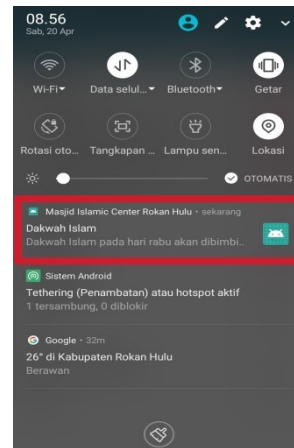 08.56
Sab, 20 Apr
Wi-Fi
Data selul...
Bluetooth
Getar
Rotasi oto...
Tangkapan ...
Lampu sen...
Lokasi
OTOMATIS
Masjid Islamic Center Rokan Hulu • sekarang
Dakwah Islam
Dakwah Islam pada hari rabu akan dibimbi..
Sistem Android
Tethering (Penambatan) atau hotspot aktif
1 tersambung, 0 diblokir
Google • 32m
26° di Kabupaten Rokan Hulu
Berawan